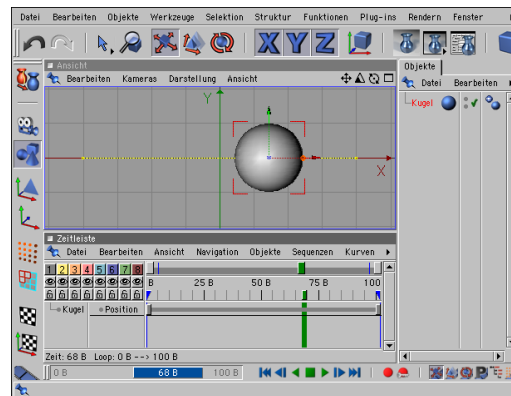 Datei Bearbeiten Objekte Werkzeuge Selektion Struktur Funktionen Plug-ins Rendern Fenster
X Y Z
Ansicht
Bearbeiten Kameras Darstellung Ansicht
Y
X
Objekte
Datei Bearbeiten
Kugel
Zeitleiste
Datei Bearbeiten Ansicht Navigation Objekte Sequenzen Kurven
1 2 3 4 5 6 7 8
B 25 B 50 B 75 B 100
Kugel Position
Zeit: 68 B Loop: 0 B --> 100 B
0 B 68 B 100 B
P